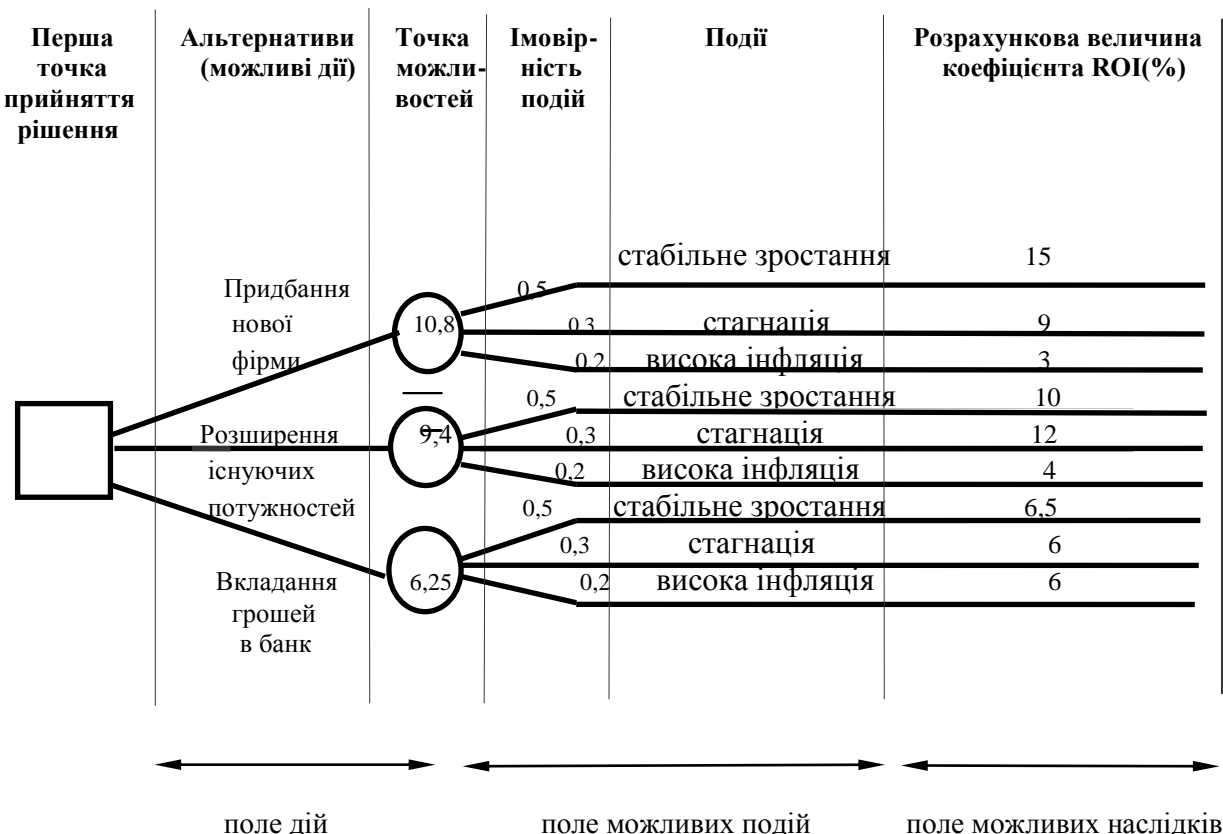 Перша
точка
прийняття
рішення
Альтернативи
(можливі дії)
Точка
можли-
востей
Імовір-
ність
подій
Події
Розрахункова величина
коефіцієнта ROI(%)
Придбання
нової
фірми
10,8
0,5 стабільне зростання 15
0,3 стагнація 9
0,2 висока інфляція 3
Розширення
існуючих
потужностей
9,4
0,5 стабільне зростання 10
0,3 стагнація 12
0,2 висока інфляція 4
Вкладання
грошей
в банк
6,25
0,5 стабільне зростання 6,5
0,3 стагнація 6
0,2 висока інфляція 6
поле дій
поле можливих подій
поле можливих наслідків